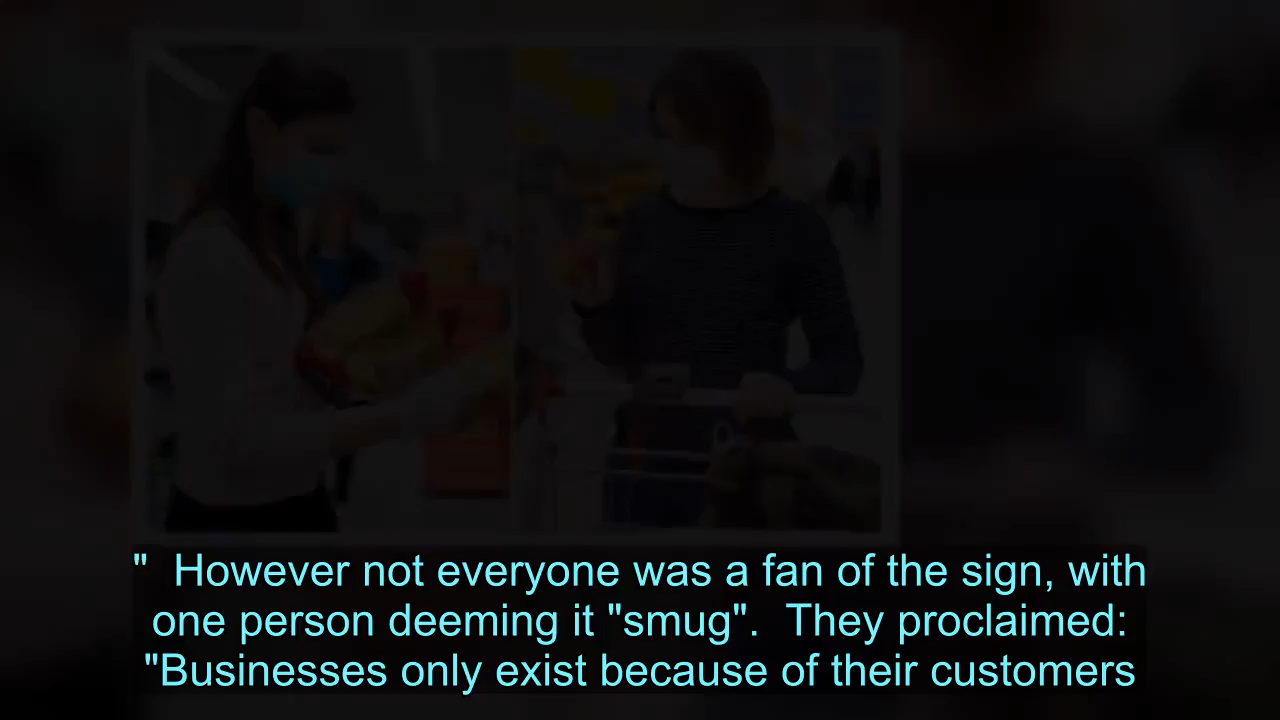 "  However not everyone was a fan of the sign, with
one person deeming it "smug".  They proclaimed:
"Businesses only exist because of their customers